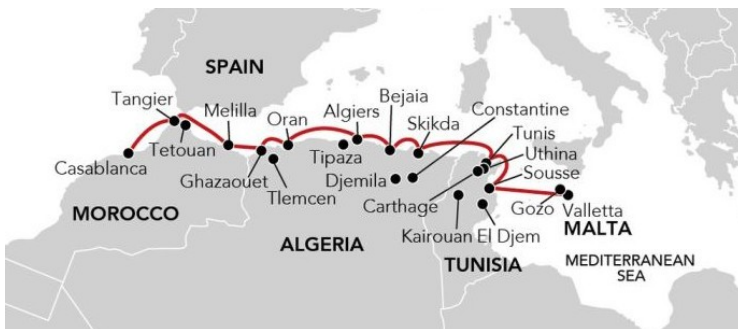 SPAIN
Tangier
Melilla
Oran
Algiers
Bejaia
Constantine
Skikda
Tunis
Tetouan
Tipaza
Uthina
Casablanca
Ghazaouet
Djemila
Sousse
Tlemcen
Carthage
Gozo
Valletta
MOROCCO
MALTA
Kairouan
El Djem
ALGERIA
TUNISIA
MEDITERRANEAN
SEA